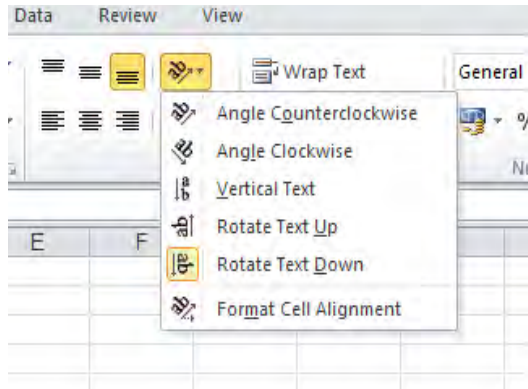 Data Review View
Wrap Text General
Angle Counterclockwise
Angle Clockwise
Vertical Text
Rotate Text Up
Rotate Text Down
Format Cell Alignment
E F